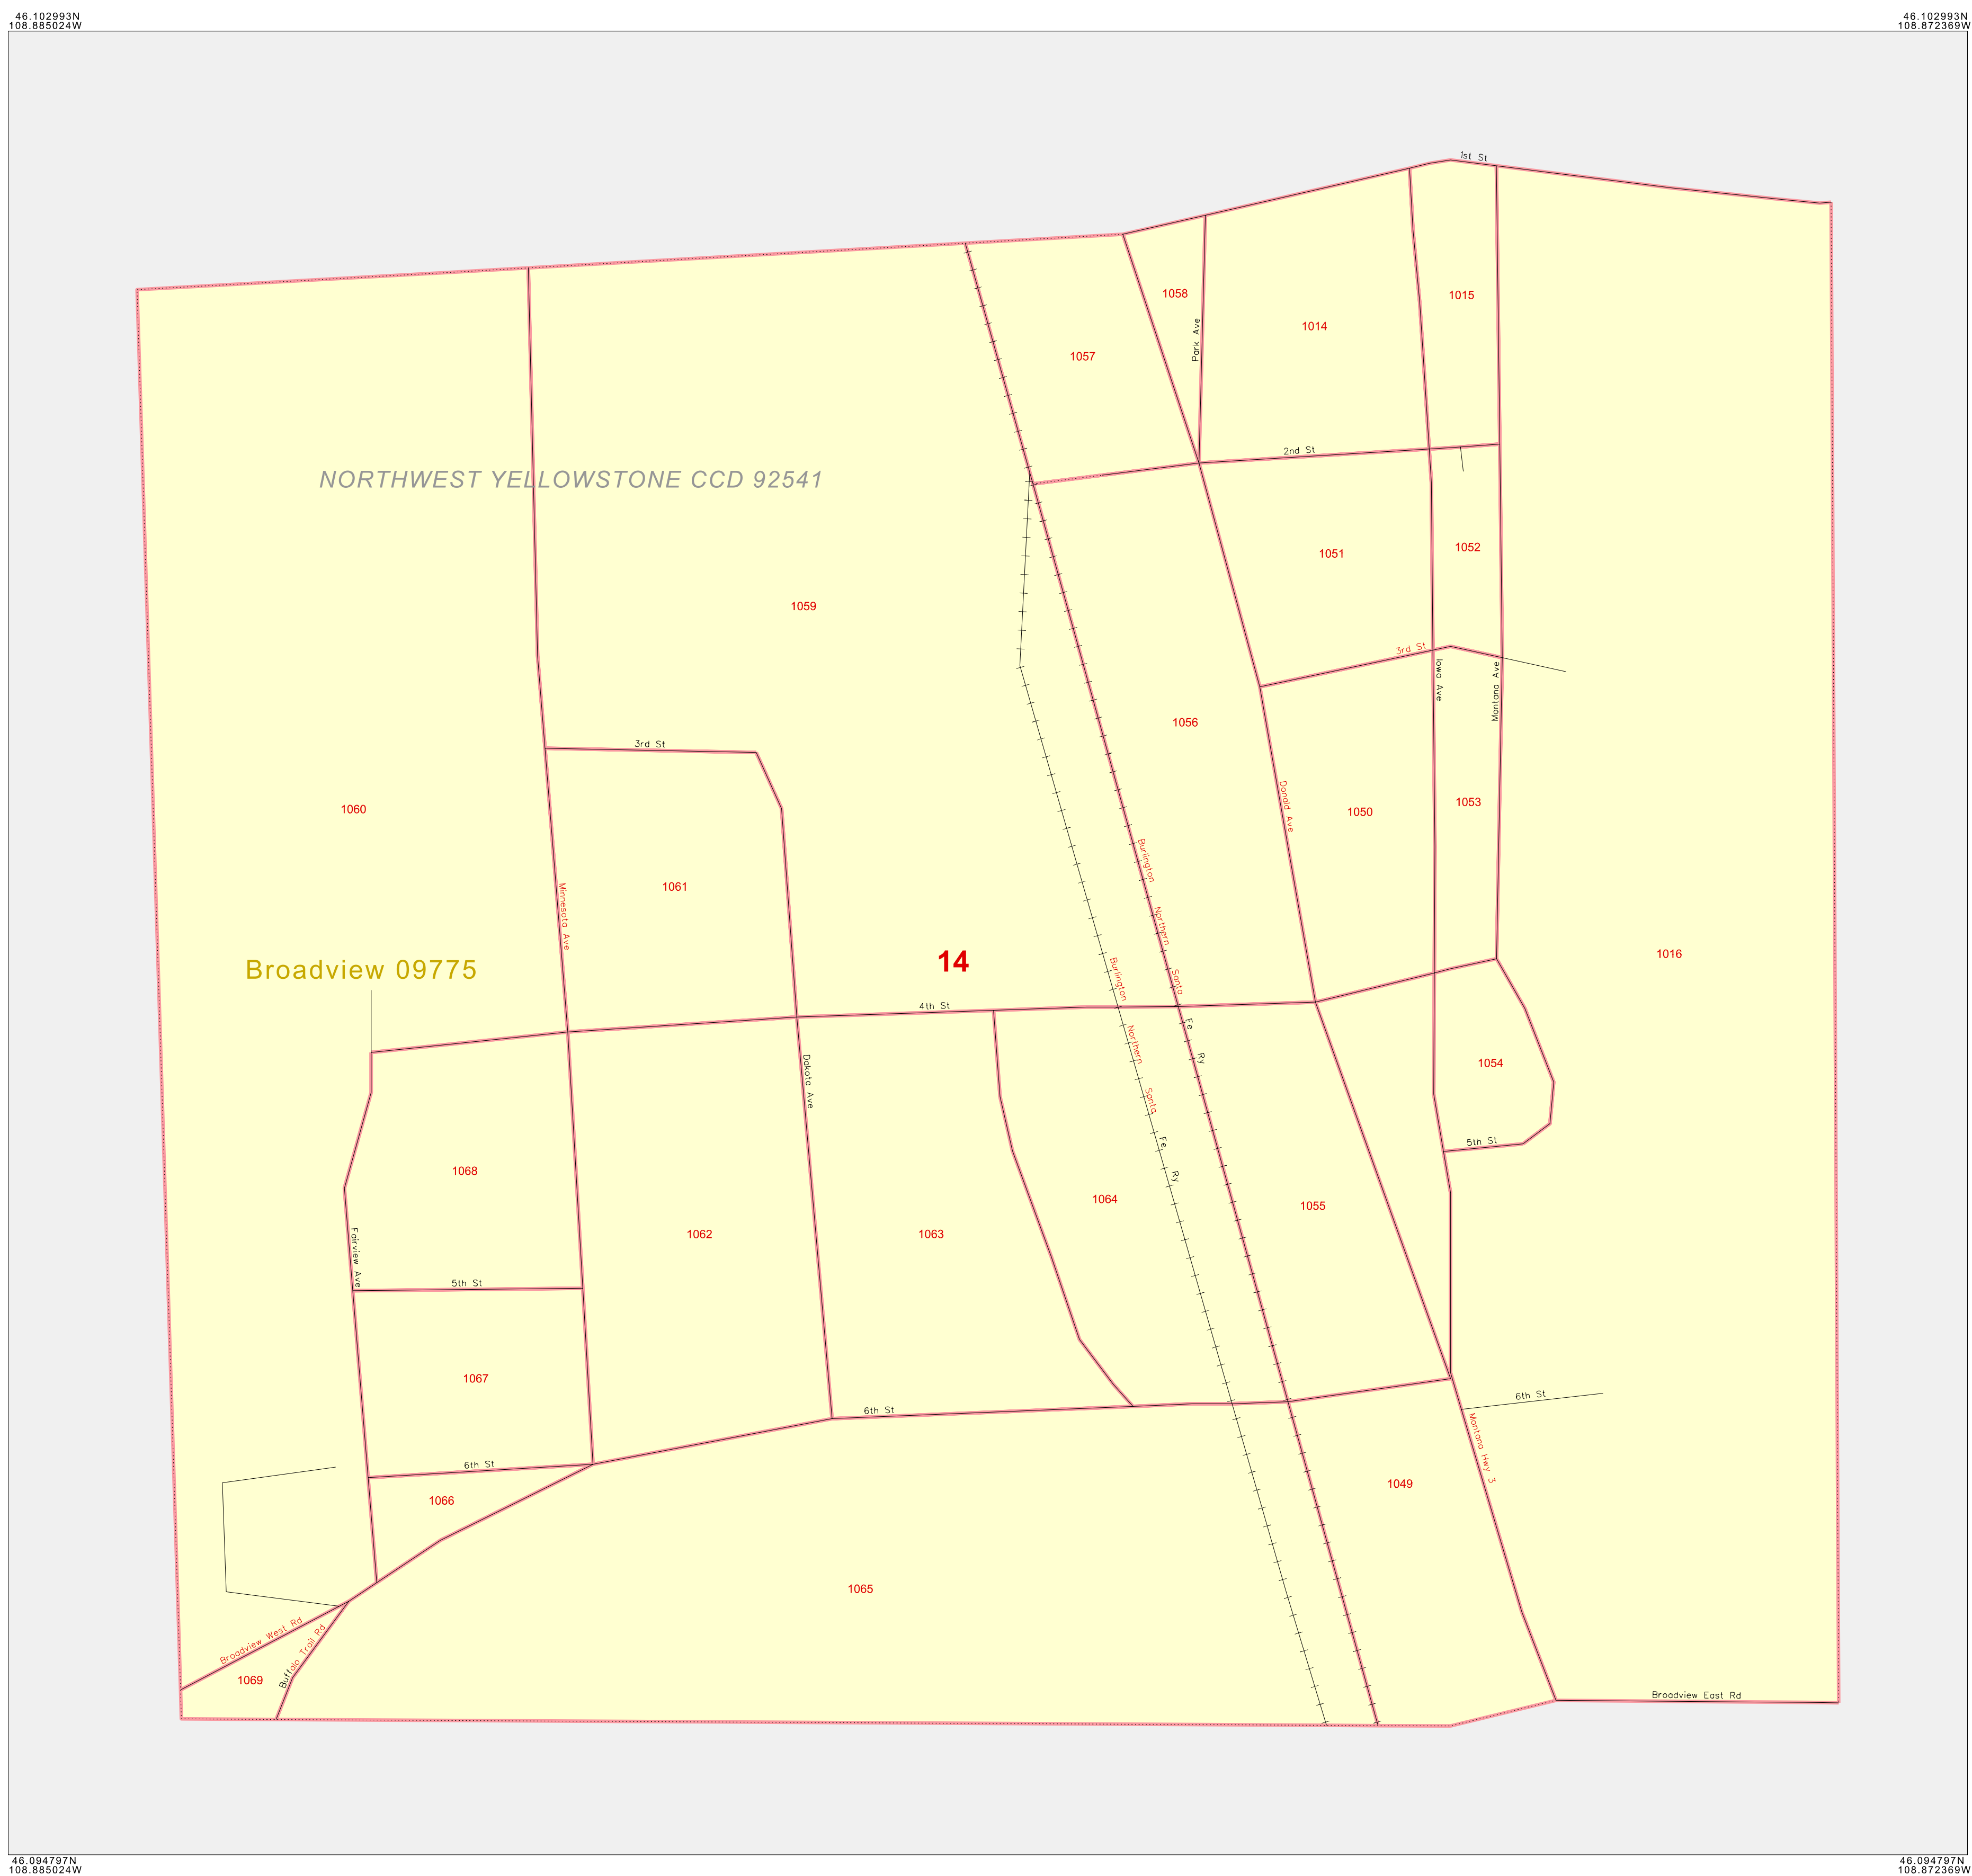 46.102993N
108.885024W
46.102993N
108.872369W
1st St
1058
1015
Park Ave
1014
1057
2nd St
NORTHWEST YELLOWSTONE CCD 92541
1052
1051
1059
3rd St
Iowa Ave
Montana Ave
1056
3rd St
1060
Donald Ave
1050
1053
Burlington Northern Santa Fe Ry
1061
Minnesota Ave
14
1016
Broadview 09775
Burlington Northern Santa Fe Ry
4th St
Dakota Ave
1054
5th St
1068
1064
1055
1062
1063
Fairview Ave
5th St
1067
6th St
6th St
Montana Hwy 3
6th St
1049
1066
1065
Broadview West Rd
Buffalo Trail Rd
1069
Broadview East Rd
46.094797N
108.885024W
46.094797N
108.872369W